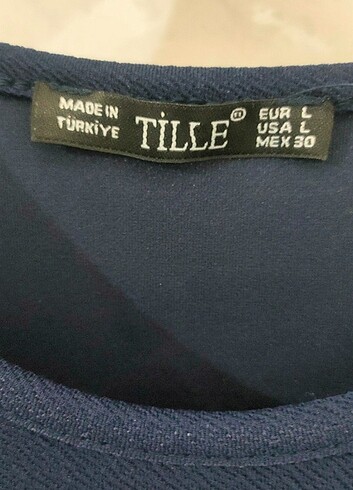 MADE IN
TÜRKİYE
TİLLE®
EUR L
USA L
MEX 30